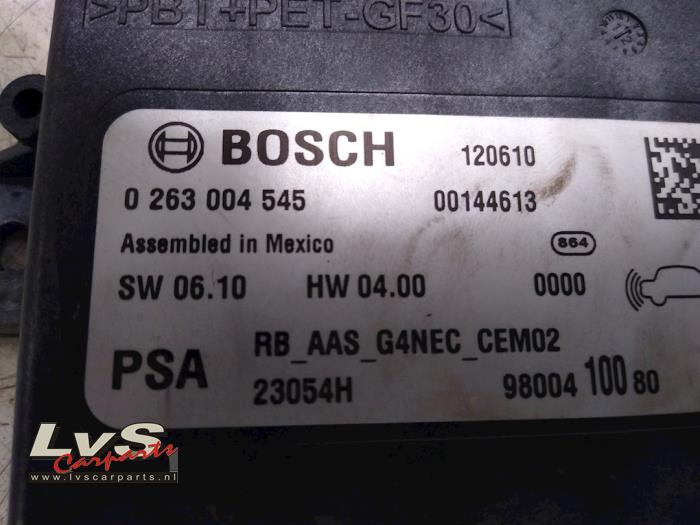 >PBT+PET-GF30<
BOSCH 120610
0 263 004 545 00144613
Assembled in Mexico 864
SW 06.10 HW 04.00 0000
RB_AAS_G4NEC_CEM02
PSA 23054H 98004 100 80
LvS
Carparts
www.lvscarparts.nl